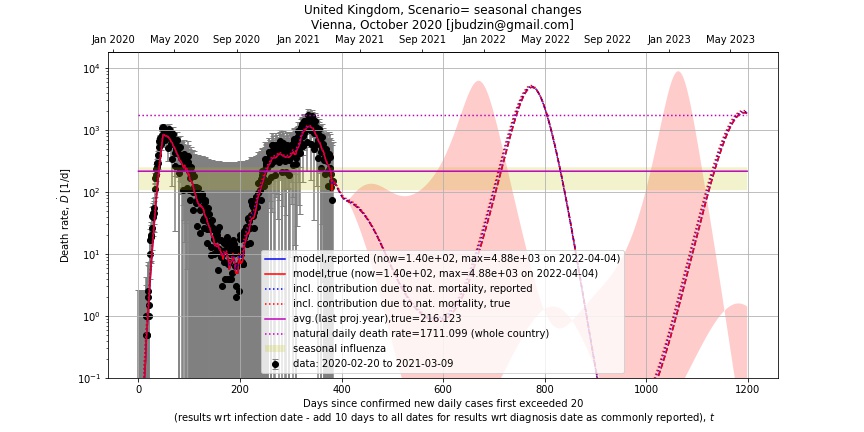 United Kingdom, Scenario= seasonal changes
Vienna, October 2020 [jbudzin@gmail.com]
Jan 2020 May 2020 Sep 2020 Jan 2021 May 2021 Sep 2021 Jan 2022 May 2022 Sep 2022 Jan 2023 May 2023
10⁴
10³
10²
10¹
10⁰
10⁻¹
Death rate, Ḋ [1/d]
model,reported (now=1.40e+02, max=4.88e+03 on 2022-04-04)
model,true (now=1.40e+02, max=4.88e+03 on 2022-04-04)
incl. contribution due to nat. mortality, reported
incl. contribution due to nat. mortality, true
avg.(last proj.year),true=216.123
natural daily death rate=1711.099 (whole country)
seasonal influenza
data: 2020-02-20 to 2021-03-09
0 200 400 600 800 1000 1200
Days since confirmed new daily cases first exceeded 20
(results wrt infection date - add 10 days to all dates for results wrt diagnosis date as commonly reported), t